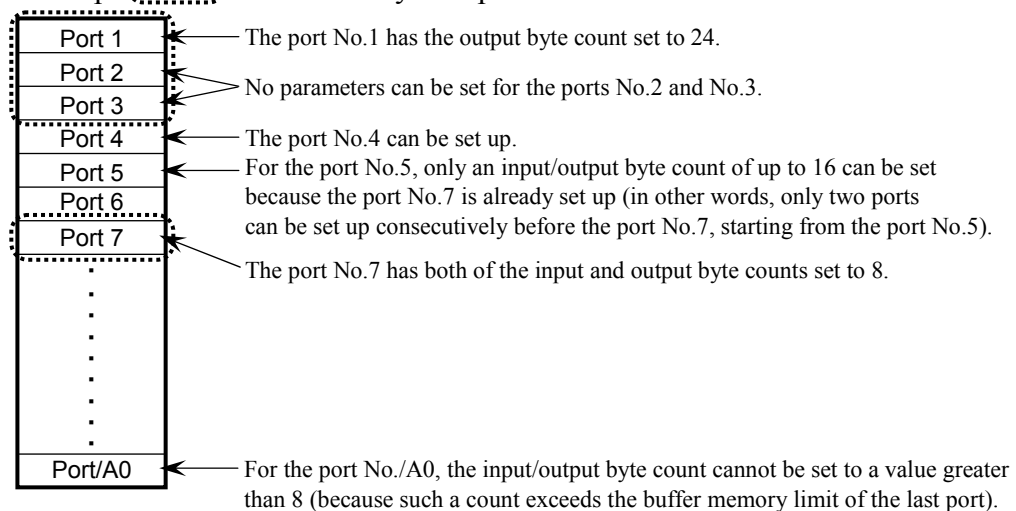 Port 1
The port No.1 has the output byte count set to 24.
Port 2
Port 3
No parameters can be set for the ports No.2 and No.3.
Port 4
The port No.4 can be set up.
Port 5
For the port No.5, only an input/output byte count of up to 16 can be set
because the port No.7 is already set up (in other words, only two ports
can be set up consecutively before the port No.7, starting from the port No.5).
Port 6
Port 7
The port No.7 has both of the input and output byte counts set to 8.
Port/A0
For the port No./A0, the input/output byte count cannot be set to a value greater
than 8 (because such a count exceeds the buffer memory limit of the last port).